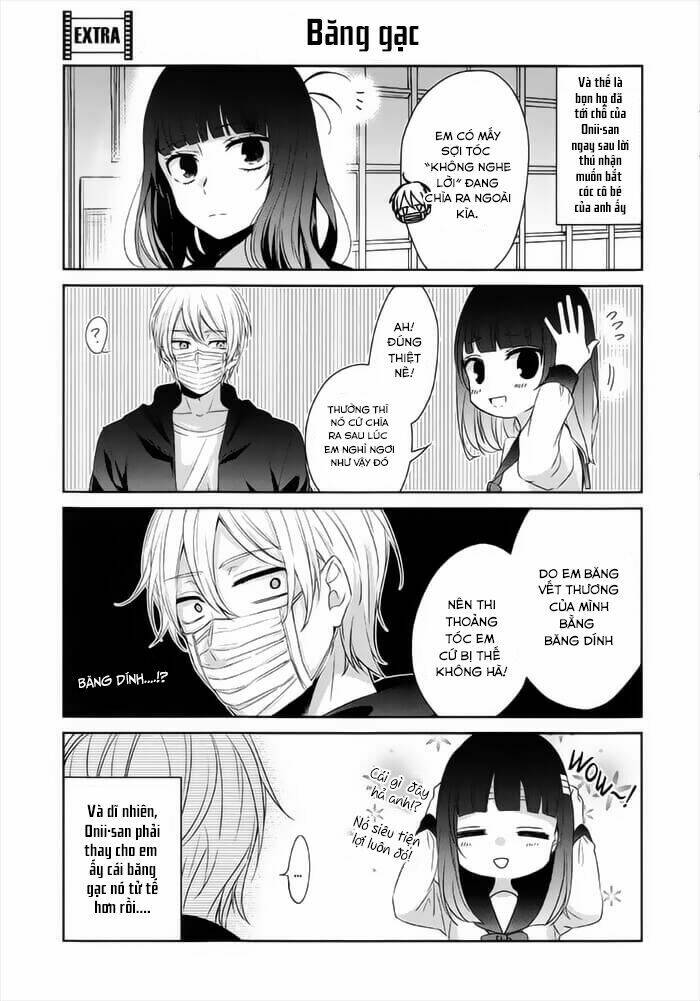 EXTRA
Băng gạc
Và thế là
bọn họ đã
tới chỗ của
Onii-san
ngay sau lời
thú nhận
muốn bắt
cóc cô bé
của anh ấy
EM CÓ MẤY
SỢI TÓC
"KHÔNG NGHE
LỜI" ĐANG
CHĨA RA NGOÀI
KÌA.
AH!
ĐÚNG
THIỆT
NÈ!
THƯỜNG THÌ
NÓ CỨ CHĨA
RA SAU LÚC
EM NGHỈ NGƠI
NHƯ VẬY ĐÓ
?
DO EM BĂNG
VẾT THƯƠNG
CỦA MÌNH
BẰNG
BĂNG DÍNH
NÊN THI
THOẢNG
TÓC EM
CỨ BỊ THẾ
KHÔNG HÀ!
BĂNG DÍNH....!?
WOW~!
Cái gì đây
hả anh!?
Nó siêu tiện
lợi luôn đó!
...
Và dĩ nhiên,
Onii-san phải
thay cho em
ấy cái băng
gạc nó tử tế
hơn rồi....